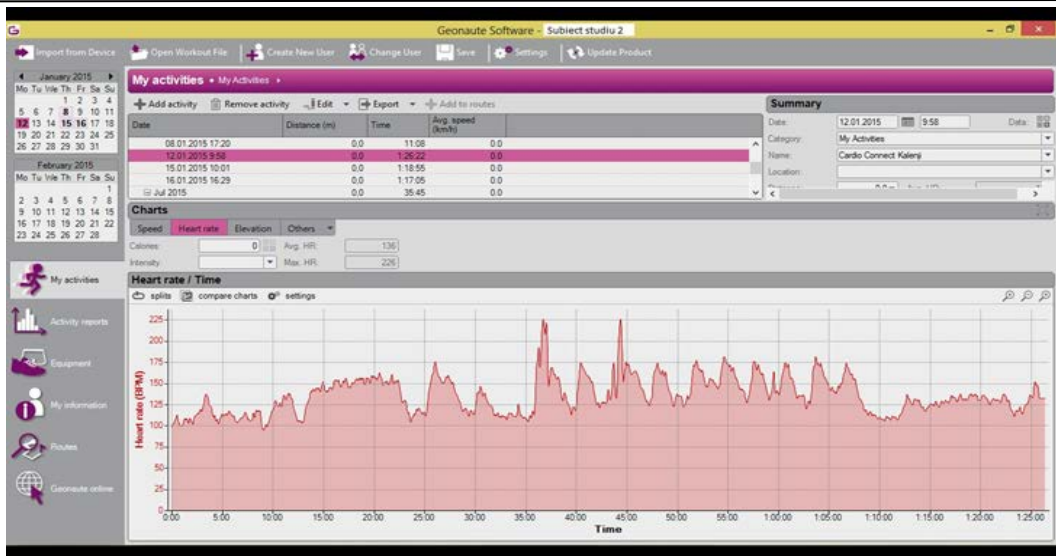 Geonaute Software - Subiect studiu 2
Import from Device Open Workout File Create New User Change User Save Settings Update Product
January 2015
Mo Tu We Th Fr Sa Su
1 2 3 4
5 6 7 8 9 10 11
12 13 14 15 16 17 18
19 20 21 22 23 24 25
26 27 28 29 30 31
February 2015
Mo Tu We Th Fr Sa Su
1
2 3 4 5 6 7 8
9 10 11 12 13 14 15
16 17 18 19 20 21 22
23 24 25 26 27 28
My activities
Activity reports
Equipment
My information
Routes
Geonaute online
My activities • My Activities
Add activity Remove activity Edit Export Add to routes
Date Distance (m) Time Avg. speed (km/h)
08.01.2015 17:20 0,0 11:08 0.0
12.01.2015 9:58 0,0 1:26:22 0.0
15.01.2015 10:01 0,0 1:18:55 0.0
16.01.2015 16:29 0,0 1:17:05 0.0
Jul 2015 0,0 35:45 0.0
Summary
Date: 12.01.2015 9:58 Data:
Category: My Activities
Name: Cardio Connect Kalenji
Location:
Charts
Speed Heart rate Elevation Others
Calories: 0 Avg. HR: 136
Intensity: Max. HR: 226
Heart rate / Time
splits compare charts settings
Heart rate (BPM)
225
200
175
150
125
100
75
50
25
0
0:00 5:00 10:00 15:00 20:00 25:00 30:00 35:00 40:00 45:00 50:00 55:00 1:00:00 1:05:00 1:10:00 1:15:00 1:20:00 1:25:00
Time